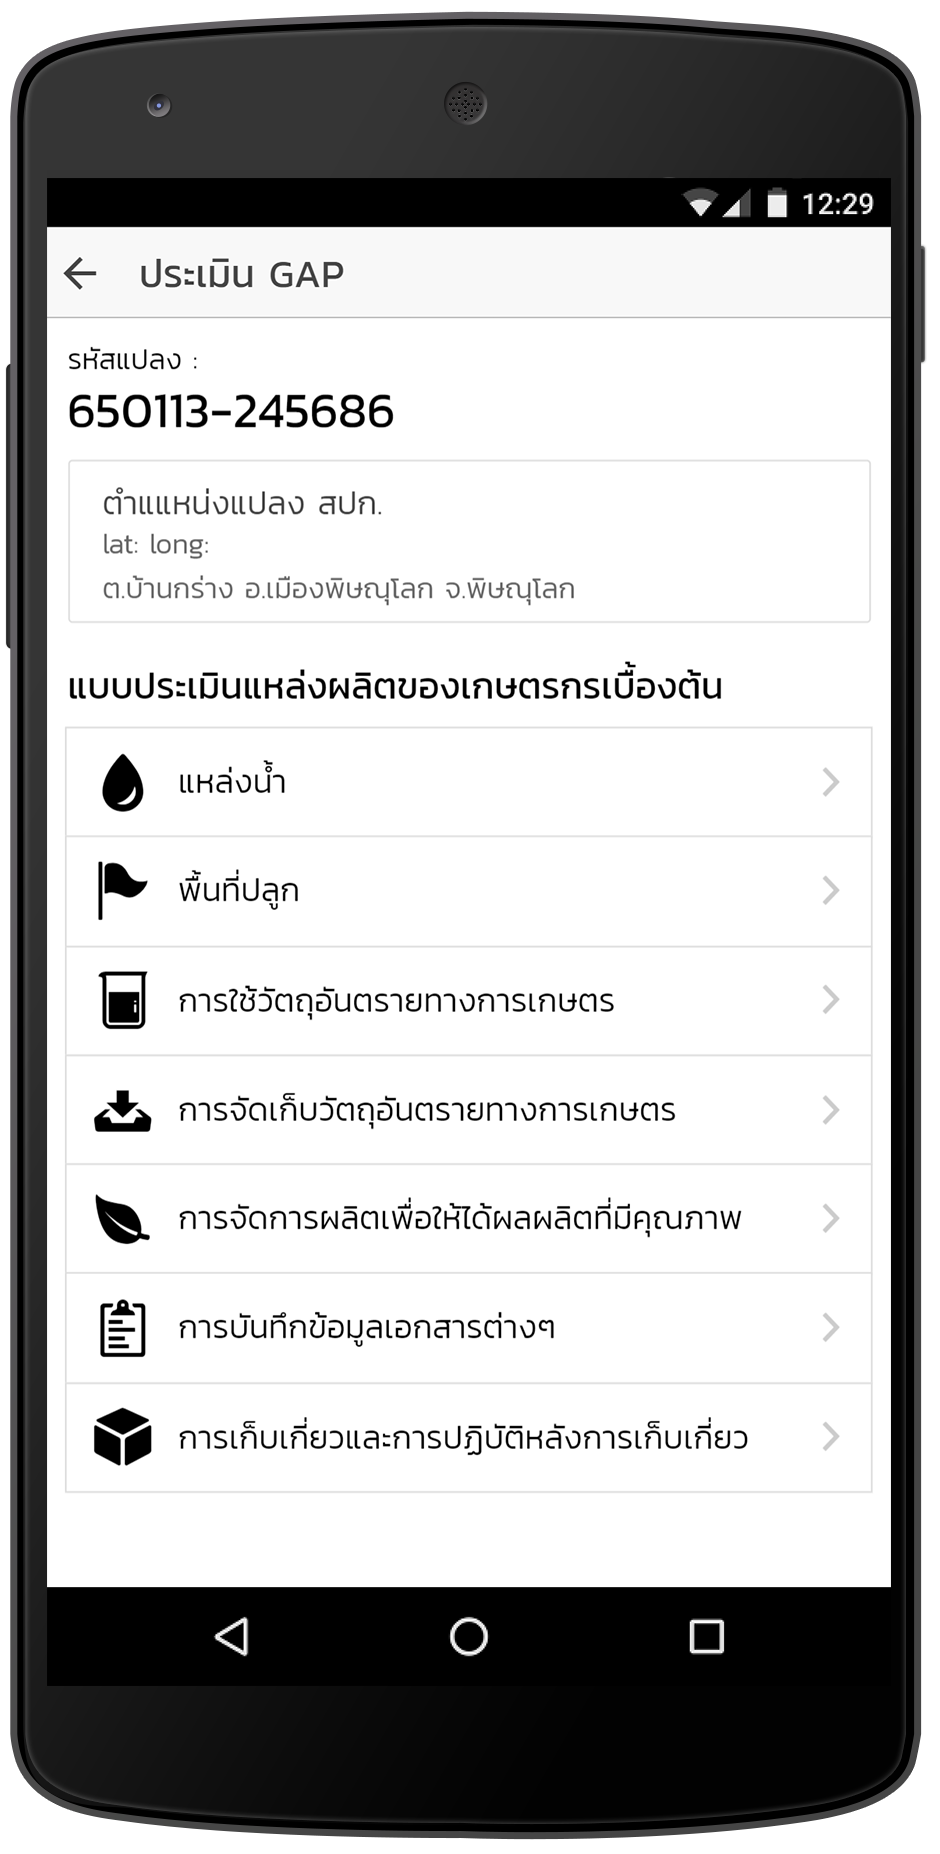 12:29
ประเมิน GAP
รหัสแปลง :
650113-245686
ตำแแหน่งแปลง สปก.
lat: long:
ต.บ้านกร่าง อ.เมืองพิษณุโลก จ.พิษณุโลก
แบบประเมินแหล่งผลิตของเกษตรกรเบื้องต้น
แหล่งน้ำ
พื้นที่ปลูก
การใช้วัตถุอันตรายทางการเกษตร
การจัดเก็บวัตถุอันตรายทางการเกษตร
การจัดการผลิตเพื่อให้ได้ผลผลิตที่มีคุณภาพ
การบันทึกข้อมูลเอกสารต่างๆ
การเก็บเกี่ยวและการปฏิบัติหลังการเก็บเกี่ยว